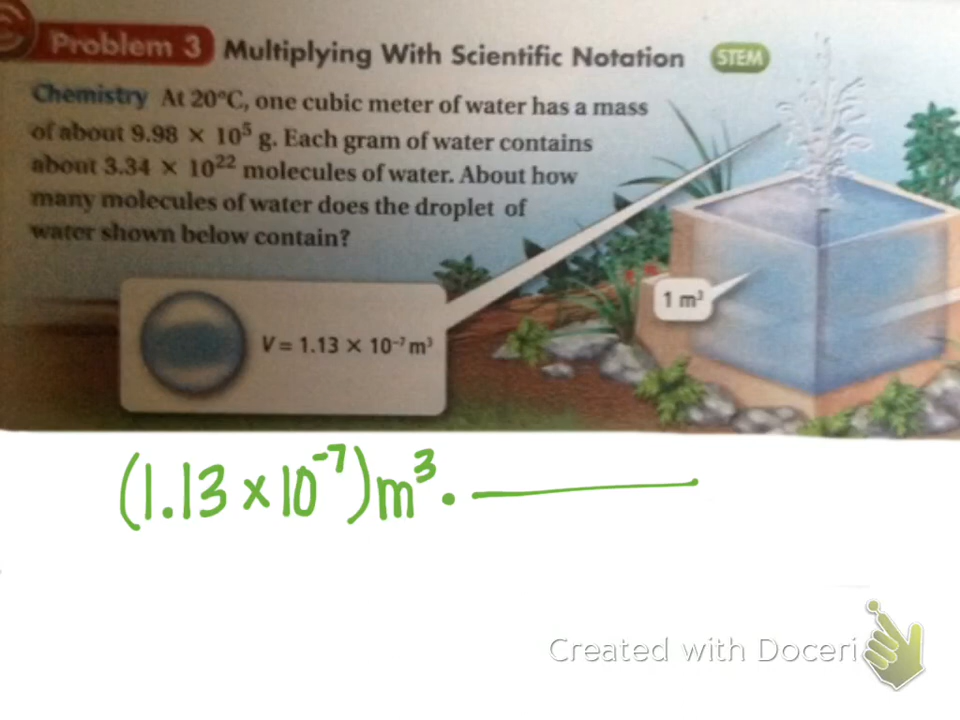 Problem 3 Multiplying With Scientific Notation STEM
Chemistry At 20°C, one cubic meter of water has a mass
of about 9.98 × 10⁵ g. Each gram of water contains
about 3.34 × 10²² molecules of water. About how
many molecules of water does the droplet of
water shown below contain?
1 m³
V = 1.13 × 10⁻⁷ m³
(1.13 × 10⁻⁷) m³ ·
Created with Doceri